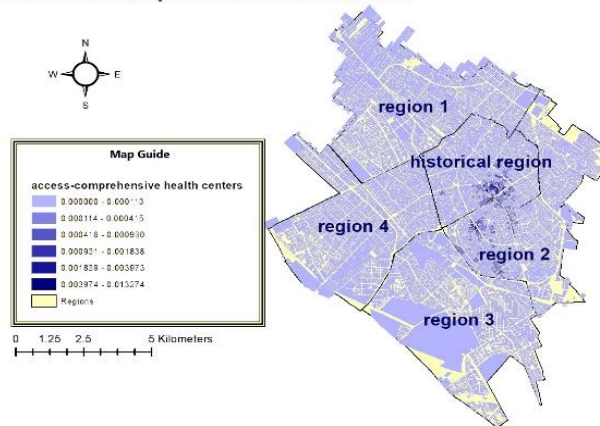 N
W E
S
region 1
historical region
Map Guide
access-comprehensive health centers
0.000000 - 0.000113
0.000114 - 0.000415
0.000416 - 0.000930
0.000931 - 0.001838
0.001839 - 0.003973
0.003974 - 0.013274
Regions
region 4
region 2
region 3
0 1.25 2.5 5 Kilometers